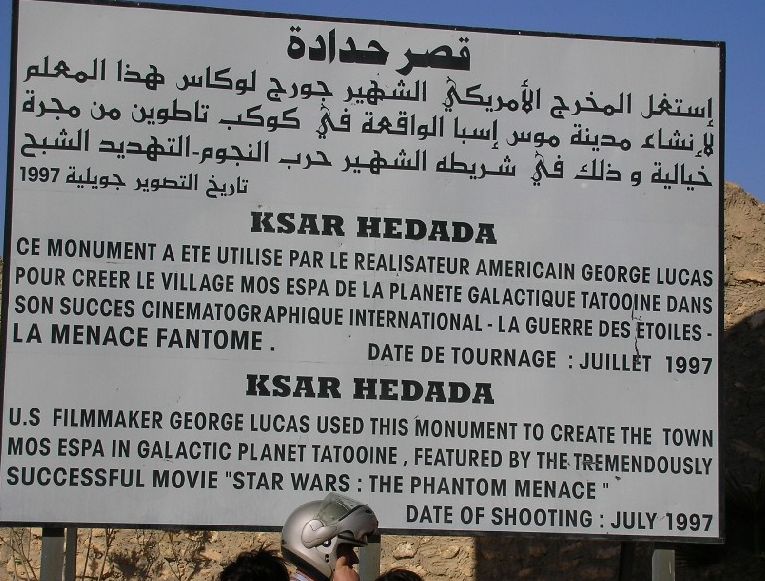 قصر حدادة
إستغل المخرج الأمريكي الشهير جورج لوكاس هذا المعلم
لإنشاء مدينة موس إسبا الواقعة في كوكب تاطوين من مجرة
خيالية و ذلك في شريطه الشهير حرب النجوم-التهديد الشبح
تاريخ التصوير جويلية 1997
KSAR HEDADA
CE MONUMENT A ETE UTILISE PAR LE REALISATEUR AMERICAIN GEORGE LUCAS
POUR CREER LE VILLAGE MOS ESPA DE LA PLANETE GALACTIQUE TATOOINE DANS
SON SUCCES CINEMATOGRAPHIQUE INTERNATIONAL - LA GUERRE DES ETOILES -
LA MENACE FANTOME .
DATE DE TOURNAGE : JUILLET 1997
KSAR HEDADA
U.S FILMMAKER GEORGE LUCAS USED THIS MONUMENT TO CREATE THE TOWN
MOS ESPA IN GALACTIC PLANET TATOOINE , FEATURED BY THE TREMENDOUSLY
SUCCESSFUL MOVIE "STAR WARS : THE PHANTOM MENACE "
DATE OF SHOOTING : JULY 1997